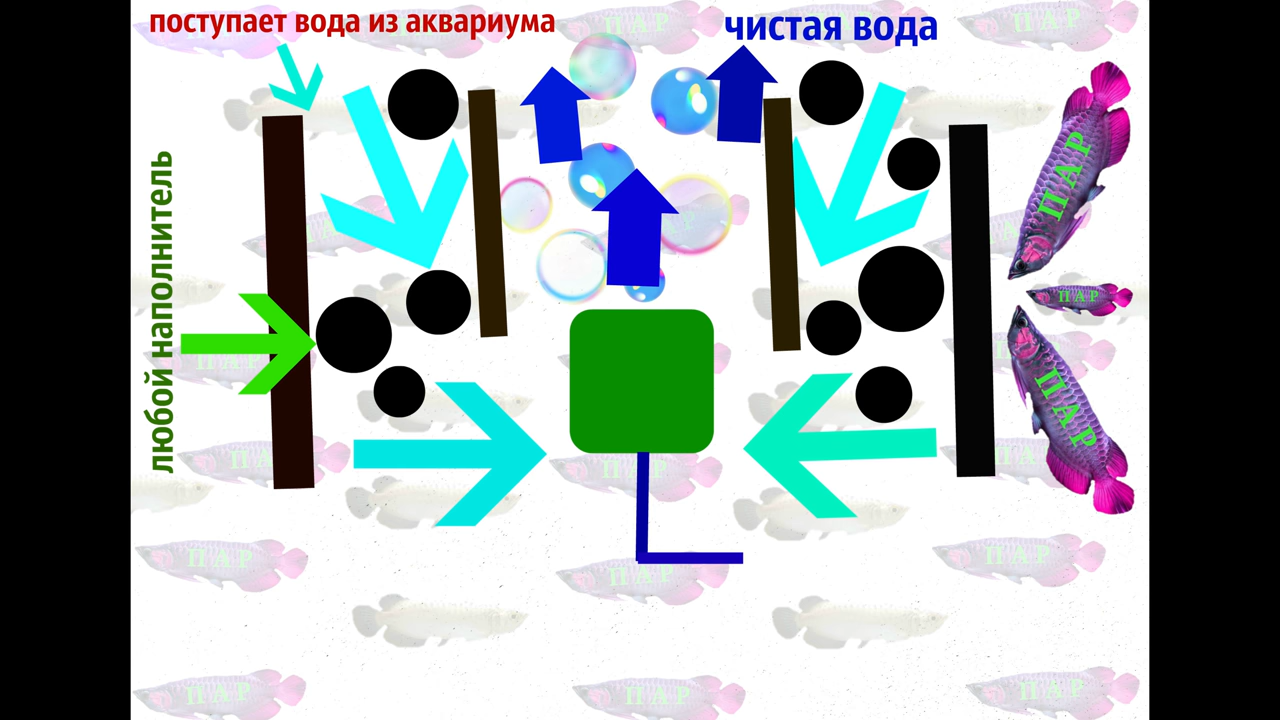 поступает вода из аквариума
чистая вода
любой наполнитель
ПАР
ПАР
ПАР